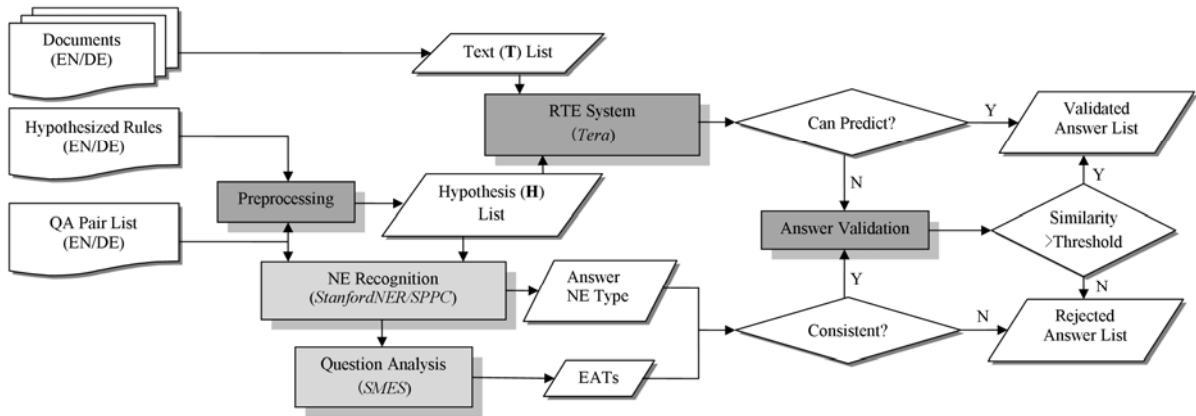 Documents
(EN/DE)
Text (T) List
Hypothesized Rules
(EN/DE)
RTE System
(Tera)
Can Predict?
Y
Validated
Answer List
Preprocessing
Hypothesis (H)
List
N
Y
QA Pair List
(EN/DE)
Answer Validation
Similarity
>Threshold
NE Recognition
(StanfordNER/SPPC)
Answer
NE Type
Y
N
Consistent?
N
Rejected
Answer List
Question Analysis
(SMES)
EATs